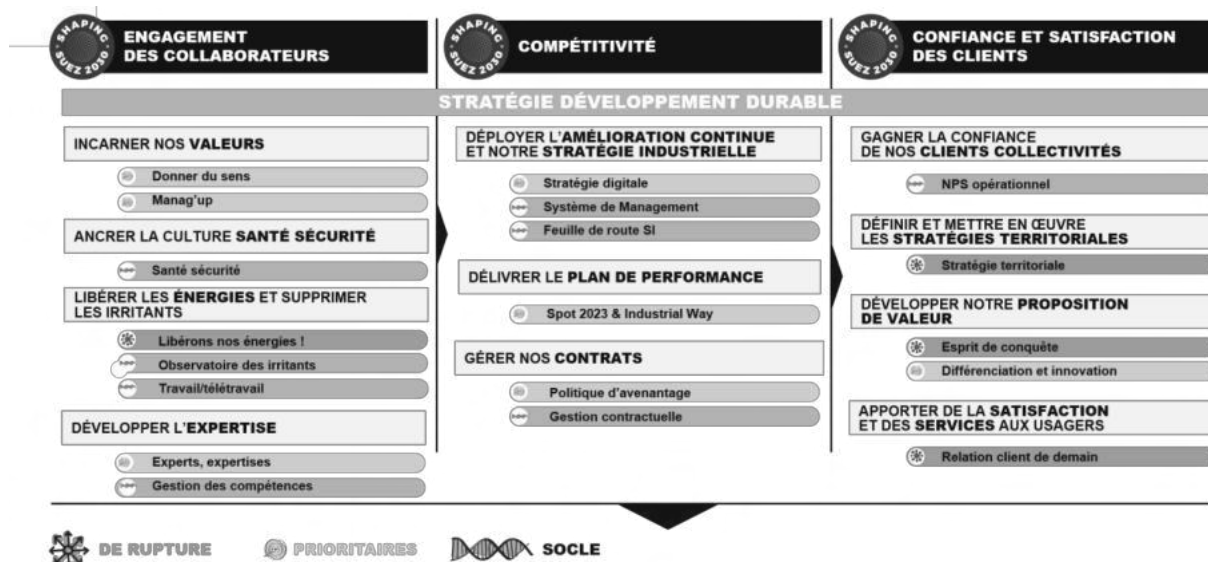 SHAPING
SUEZ 2030
ENGAGEMENT
DES COLLABORATEURS
SHAPING
SUEZ 2030
COMPÉTITIVITÉ
SHAPING
SUEZ 2030
CONFIANCE ET SATISFACTION
DES CLIENTS
STRATÉGIE DÉVELOPPEMENT DURABLE
INCARNER NOS VALEURS
Donner du sens
Manag'up
ANCRER LA CULTURE SANTÉ SÉCURITÉ
Santé sécurité
LIBÉRER LES ÉNERGIES ET SUPPRIMER
LES IRRITANTS
Libérons nos énergies !
Observatoire des irritants
Travail/télétravail
DÉVELOPPER L'EXPERTISE
Experts, expertises
Gestion des compétences
DÉPLOYER L'AMÉLIORATION CONTINUE
ET NOTRE STRATÉGIE INDUSTRIELLE
Stratégie digitale
Système de Management
Feuille de route SI
DÉLIVRER LE PLAN DE PERFORMANCE
Spot 2023 & Industrial Way
GÉRER NOS CONTRATS
Politique d'avenantage
Gestion contractuelle
GAGNER LA CONFIANCE
DE NOS CLIENTS COLLECTIVITÉS
NPS opérationnel
DÉFINIR ET METTRE EN ŒUVRE
LES STRATÉGIES TERRITORIALES
Stratégie territoriale
DÉVELOPPER NOTRE PROPOSITION
DE VALEUR
Esprit de conquête
Différenciation et innovation
APPORTER DE LA SATISFACTION
ET DES SERVICES AUX USAGERS
Relation client de demain
DE RUPTURE
PRIORITAIRES
SOCLE